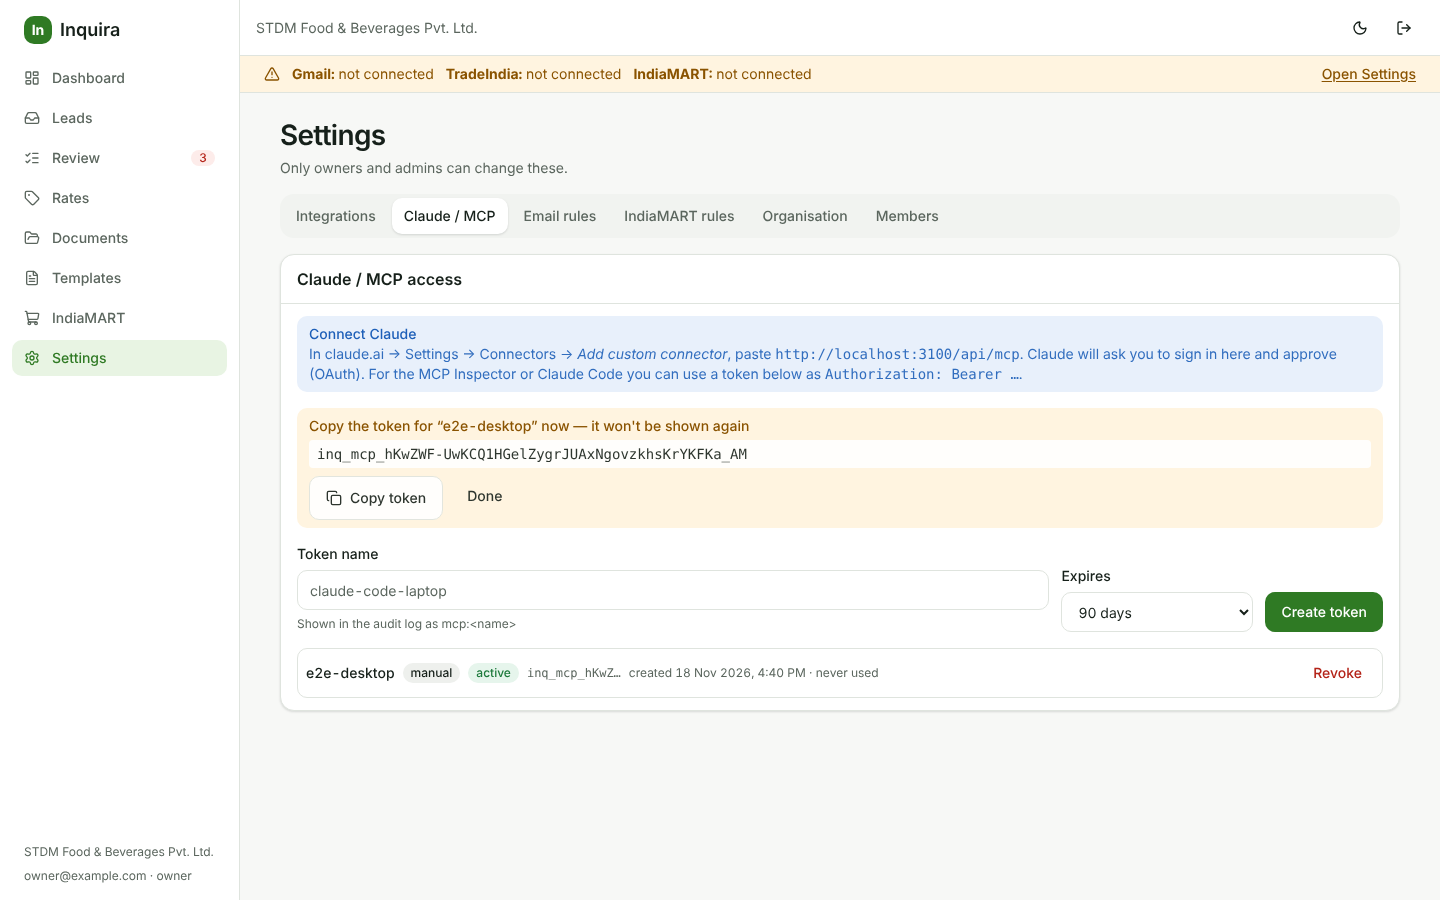 In Inquira
STDM Food & Beverages Pvt. Ltd.
Gmail: not connected TradeIndia: not connected IndiaMART: not connected Open Settings
Dashboard
Leads
Review 3
Rates
Documents
Templates
IndiaMART
Settings
STDM Food & Beverages Pvt. Ltd.
owner@example.com · owner
Settings
Only owners and admins can change these.
Integrations Claude / MCP Email rules IndiaMART rules Organisation Members
Claude / MCP access
Connect Claude
In claude.ai → Settings → Connectors → Add custom connector, paste http://localhost:3100/api/mcp. Claude will ask you to sign in here and approve
(OAuth). For the MCP Inspector or Claude Code you can use a token below as Authorization: Bearer ….
Copy the token for “e2e-desktop” now — it won't be shown again
inq_mcp_hKwZWF-UwKCQ1HGelZygrJUAxNgovzkhsKrYKFKa_AM
Copy token Done
Token name
claude-code-laptop
Shown in the audit log as mcp:<name>
Expires
90 days
Create token
e2e-desktop manual active inq_mcp_hKwZ… created 18 Nov 2026, 4:40 PM · never used Revoke